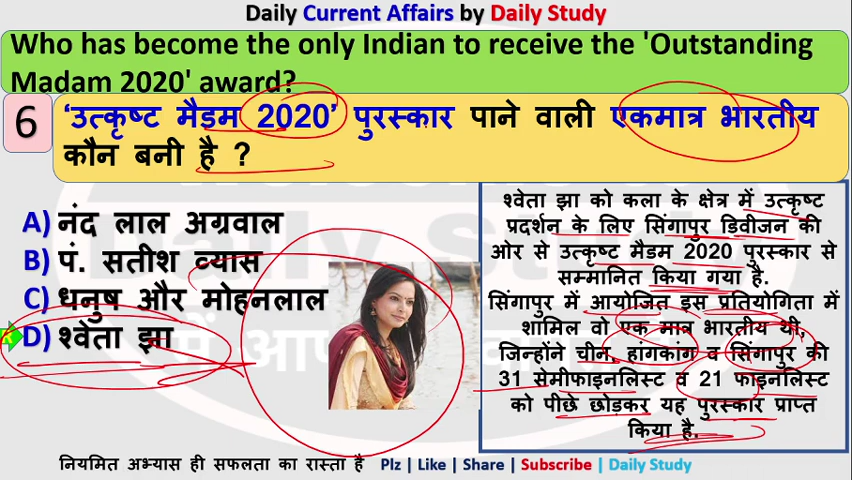 Daily Current Affairs by Daily Study
Who has become the only Indian to receive the 'Outstanding
Madam 2020' award?
6
‘उत्कृष्ट मैडम 2020’ पुरस्कार पाने वाली एकमात्र भारतीय
कौन बनी है ?
A) नंद लाल अग्रवाल
B) पं. सतीश व्यास
C) धनुष और मोहनलाल
D) श्वेता झा
श्वेता झा को कला के क्षेत्र में उत्कृष्ट
प्रदर्शन के लिए सिंगापुर डिवीजन की
ओर से उत्कृष्ट मैडम 2020 पुरस्कार से
सम्मानित किया गया है.
सिंगापुर में आयोजित इस प्रतियोगिता में
शामिल वो एक मात्र भारतीय थी,
जिन्होंने चीन, हांगकांग व सिंगापुर की
31 सेमीफाइनलिस्ट व 21 फाइनलिस्ट
को पीछे छोड़कर यह पुरस्कार प्राप्त
किया है.
नियमित अभ्यास ही सफलता का रास्ता है Plz | Like | Share | Subscribe | Daily Study